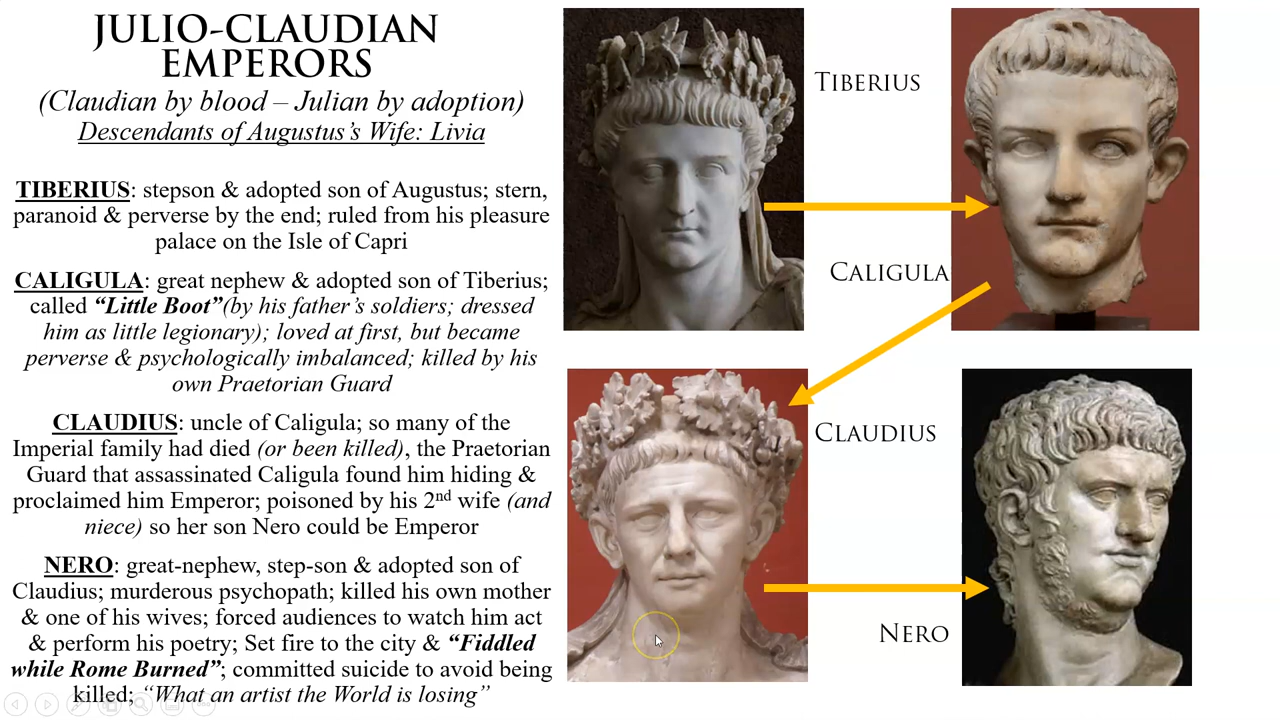 JULIO-CLAUDIAN
EMPERORS
(Claudian by blood – Julian by adoption)
Descendants of Augustus's Wife: Livia
TIBERIUS: stepson & adopted son of Augustus; stern,
paranoid & perverse by the end; ruled from his pleasure
palace on the Isle of Capri
CALIGULA: great nephew & adopted son of Tiberius;
called “Little Boot”(by his father's soldiers; dressed
him as little legionary); loved at first, but became
perverse & psychologically imbalanced; killed by his
own Praetorian Guard
CLAUDIUS: uncle of Caligula; so many of the
Imperial family had died (or been killed), the Praetorian
Guard that assassinated Caligula found him hiding &
proclaimed him Emperor; poisoned by his 2nd wife (and
niece) so her son Nero could be Emperor
NERO: great-nephew, step-son & adopted son of
Claudius; murderous psychopath; killed his own mother
& one of his wives; forced audiences to watch him act
& perform his poetry; Set fire to the city & “Fiddled
while Rome Burned”; committed suicide to avoid being
killed; “What an artist the World is losing”
TIBERIUS
CALIGULA
CLAUDIUS
NERO